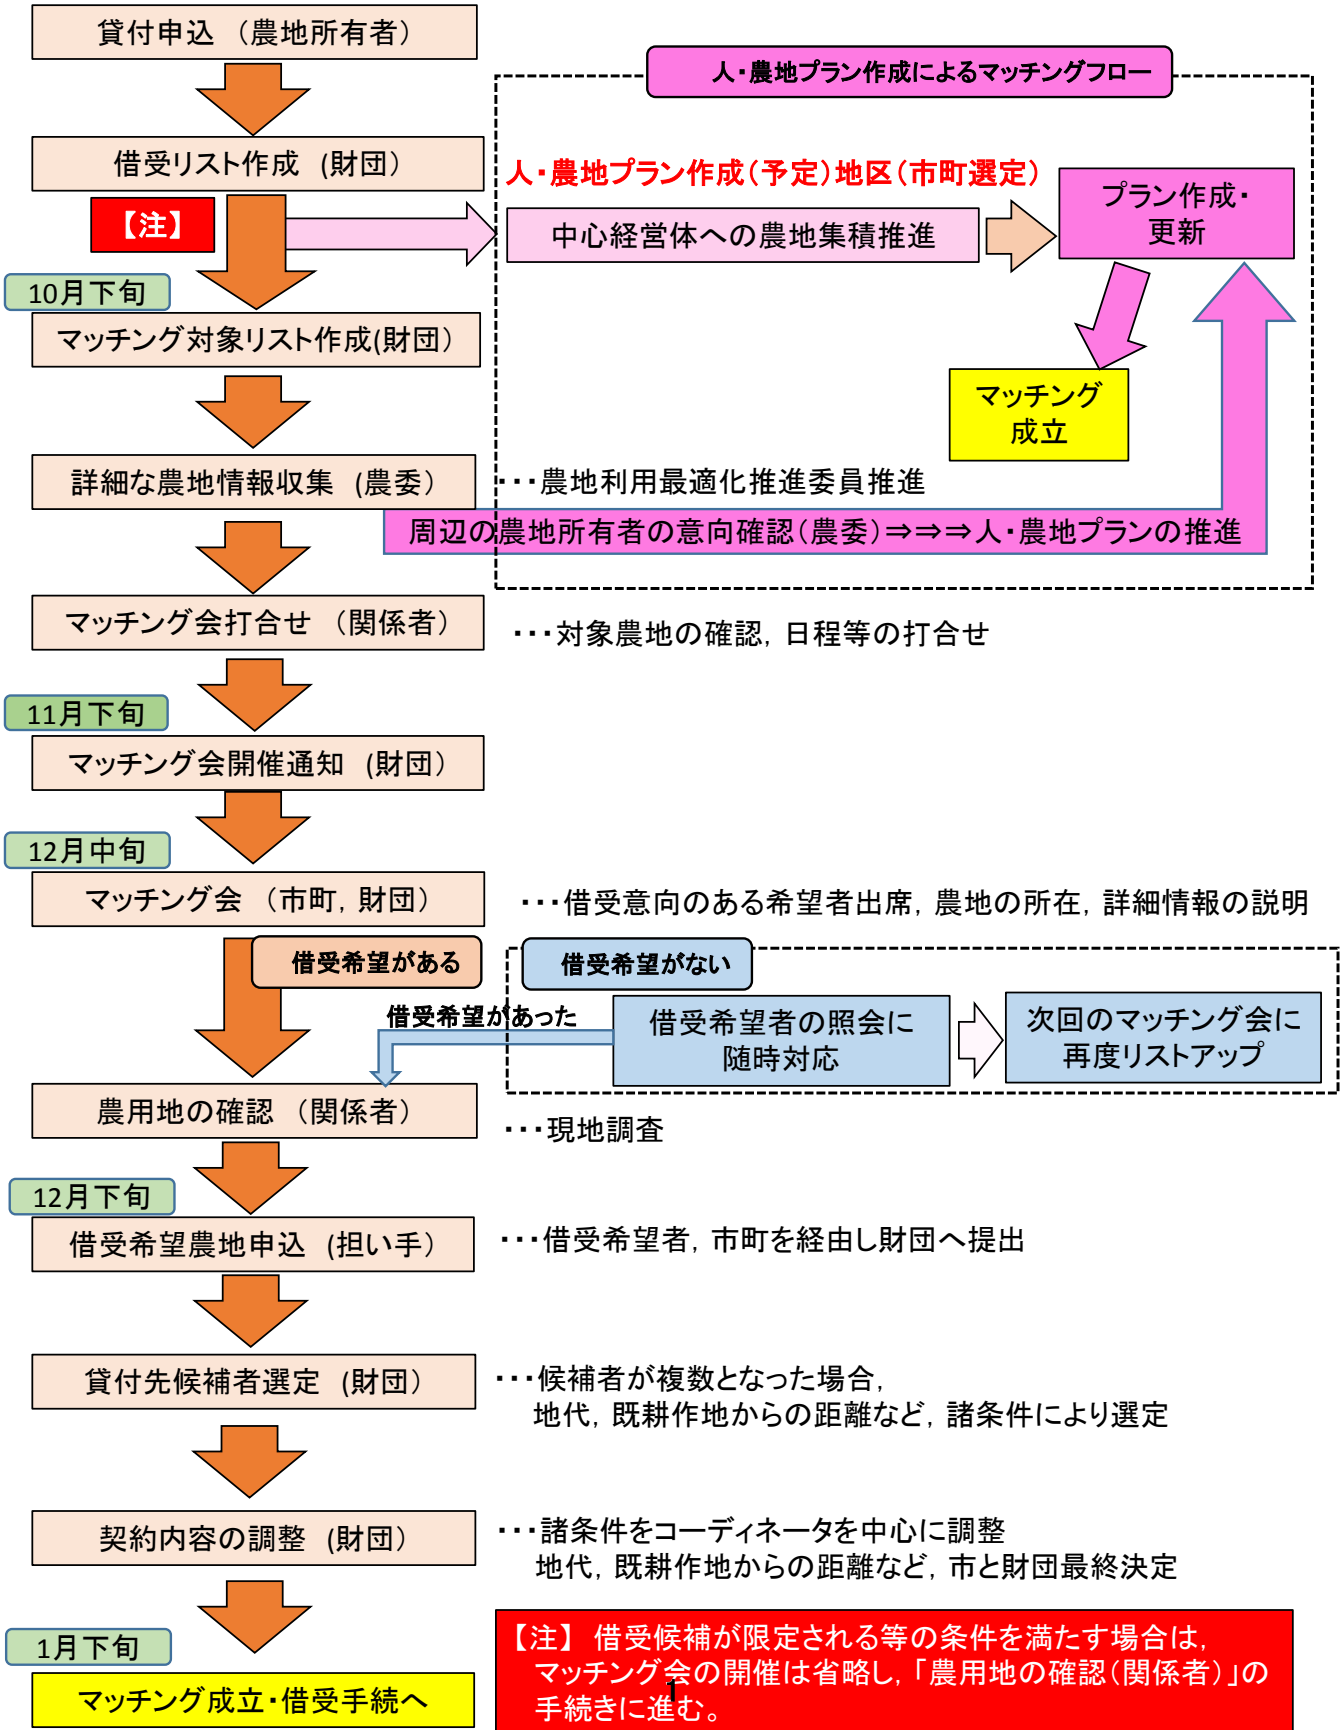 貸付申込 （農地所有者）
人・農地プラン作成によるマッチングフロー
借受リスト作成 (財団）
【注】
人・農地プラン作成（予定）地区（市町選定）
中心経営体への農地集積推進
プラン作成・
更新
マッチング
成立
10月下旬
マッチング対象リスト作成(財団）
詳細な農地情報収集 (農委）
・・・農地利用最適化推進委員推進
周辺の農地所有者の意向確認（農委）⇒⇒⇒人・農地プランの推進
マッチング会打合せ （関係者）
・・・対象農地の確認，日程等の打合せ
11月下旬
マッチング会開催通知 (財団）
12月中旬
マッチング会 （市町，財団）
・・・借受意向のある希望者出席，農地の所在，詳細情報の説明
借受希望がある
借受希望がない
借受希望があった
借受希望者の照会に
随時対応
次回のマッチング会に
再度リストアップ
農用地の確認 （関係者）
・・・現地調査
12月下旬
借受希望農地申込 (担い手）
・・・借受希望者，市町を経由し財団へ提出
貸付先候補者選定 (財団）
・・・候補者が複数となった場合，
地代，既耕作地からの距離など，諸条件により選定
契約内容の調整 (財団）
・・・諸条件をコーディネータを中心に調整
地代，既耕作地からの距離など，市と財団最終決定
1月下旬
マッチング成立・借受手続へ
【注】 借受候補が限定される等の条件を満たす場合は，
マッチング会の開催は省略し，「農用地の確認（関係者）」の
手続きに進む。
1